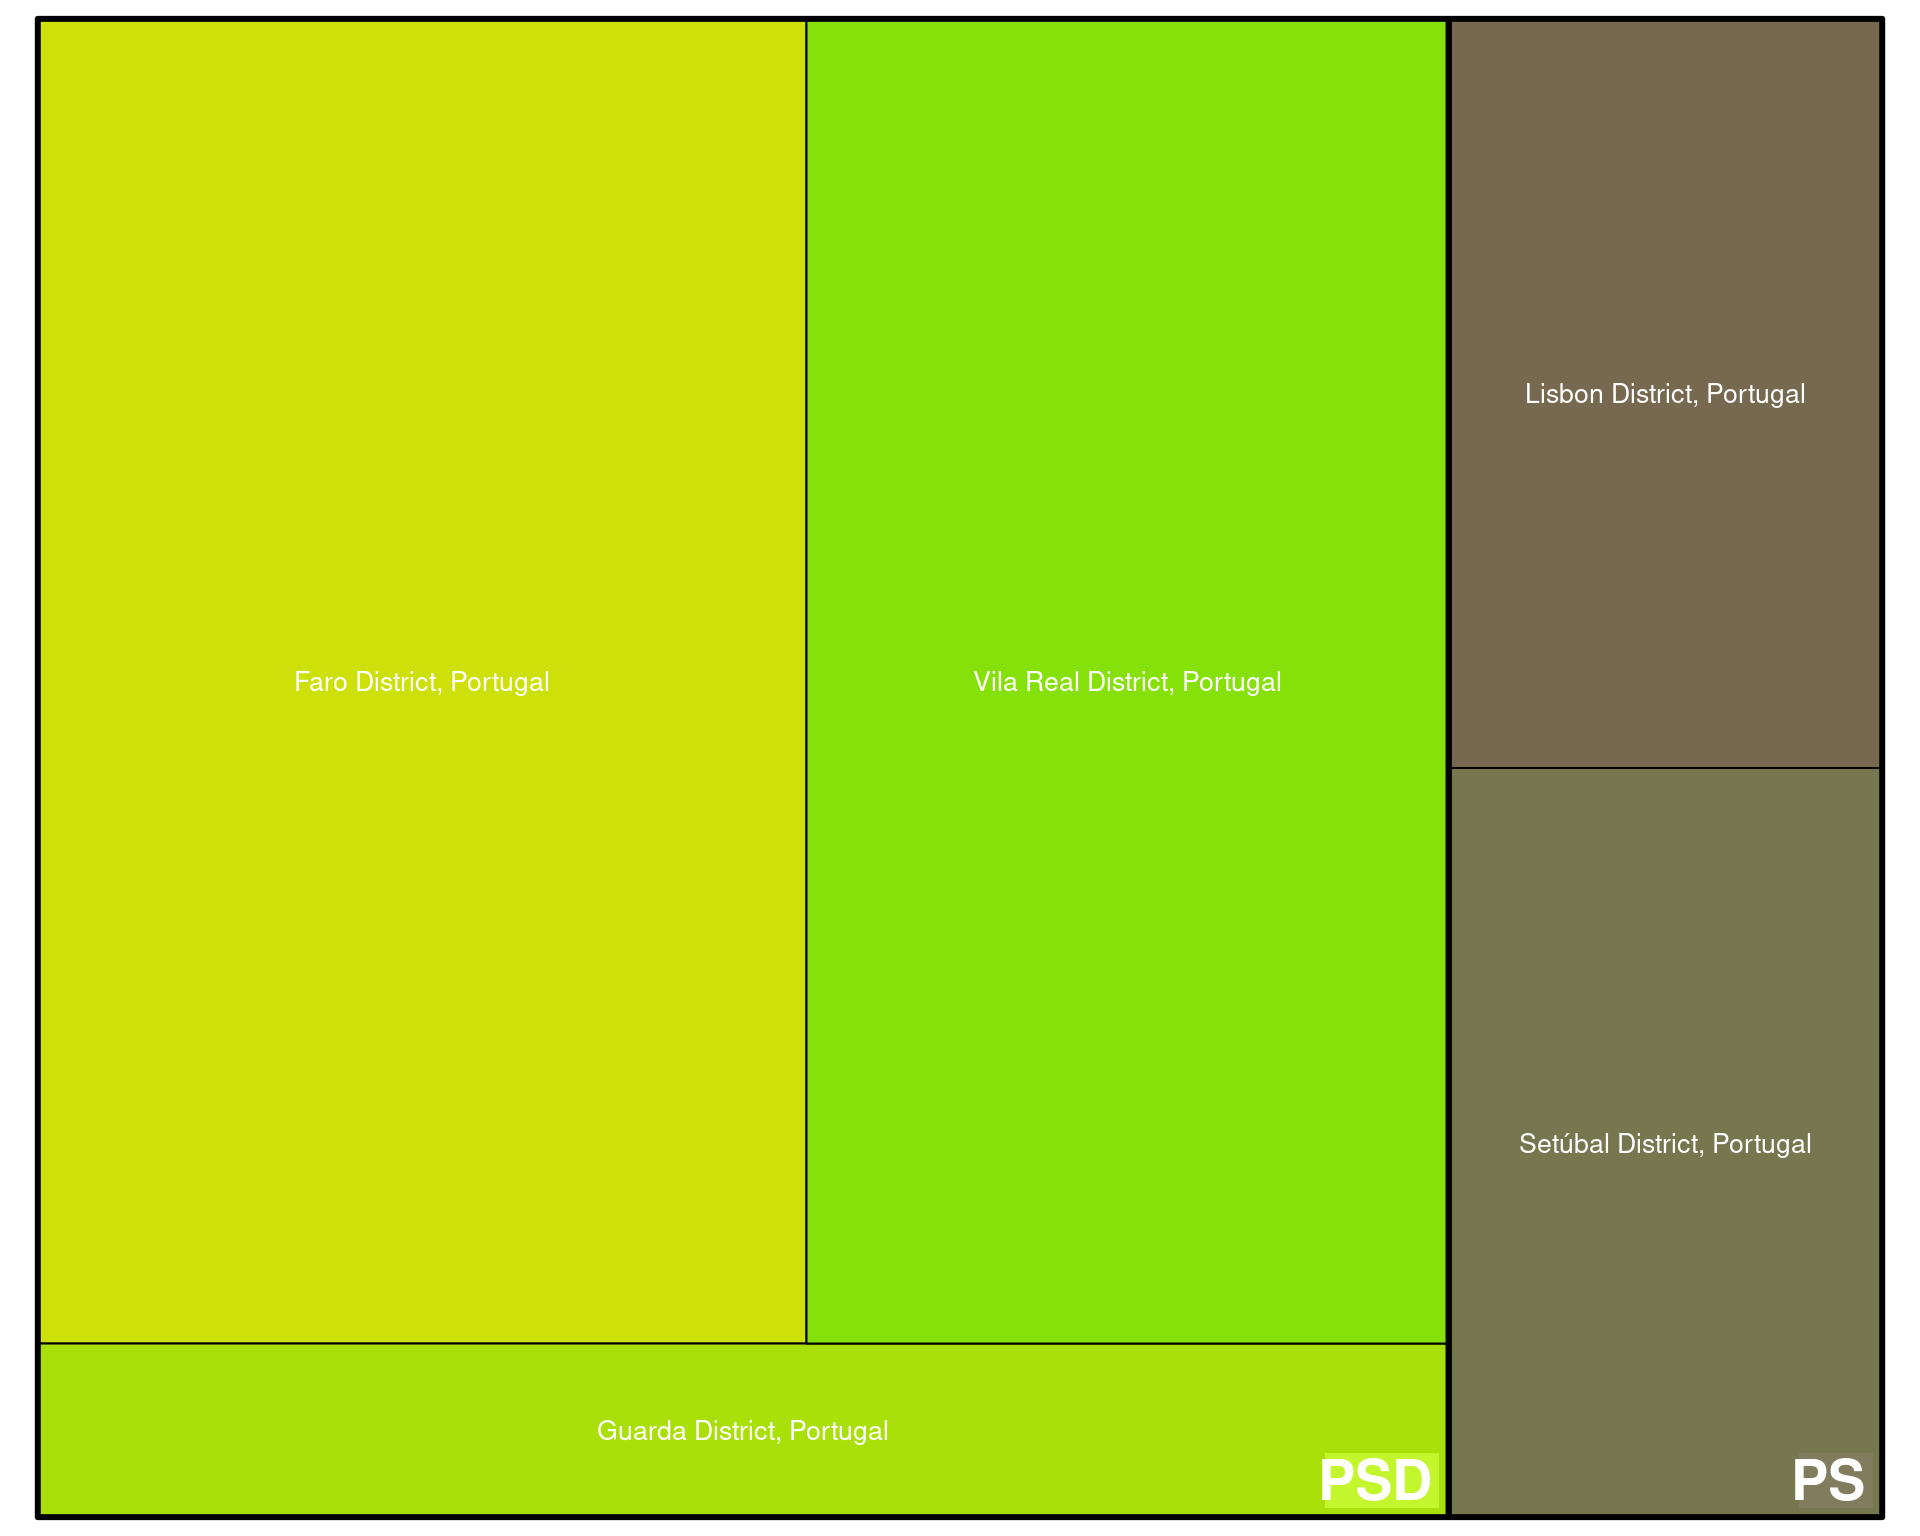 Faro District, Portugal
Vila Real District, Portugal
Lisbon District, Portugal
Setúbal District, Portugal
Guarda District, Portugal
PSD
PS